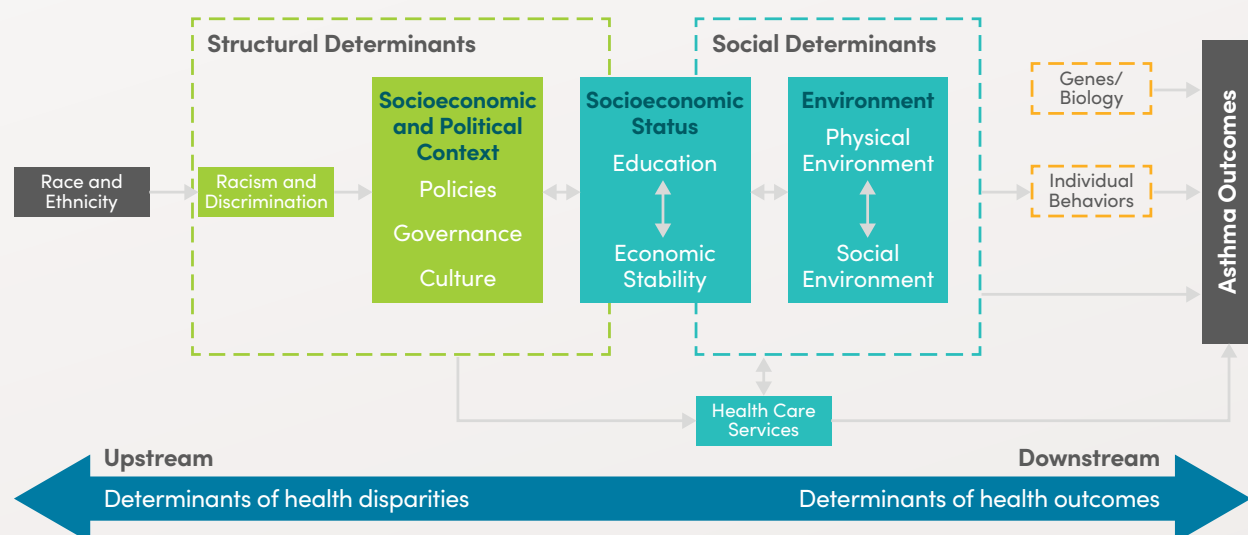 Structural Determinants
Social Determinants
Race and
Ethnicity
Racism and
Discrimination
Socioeconomic
and Political
Context
Policies
Governance
Culture
Socioeconomic
Status
Education
Economic
Stability
Environment
Physical
Environment
Social
Environment
Genes/
Biology
Individual
Behaviors
Asthma Outcomes
Health Care
Services
Upstream
Downstream
Determinants of health disparities
Determinants of health outcomes